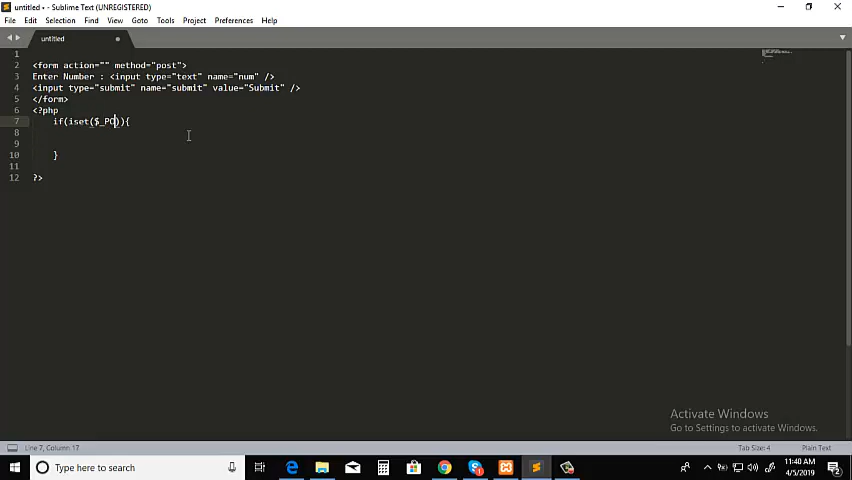 untitled • - Sublime Text (UNREGISTERED)
File Edit Selection Find View Goto Tools Project Preferences Help
untitled
1
2 <form action="" method="post">
3 Enter Number : <input type="text" name="num" />
4 <input type="submit" name="submit" value="Submit" />
5 </form>
6 <?php
7 if(iset($_PO)){
8
9
10 }
11
12 ?>
Activate Windows
Go to Settings to activate Windows.
Line 7, Column 17 Tab Size: 4 Plain Text
Type here to search
11:40 AM
4/5/2019
2